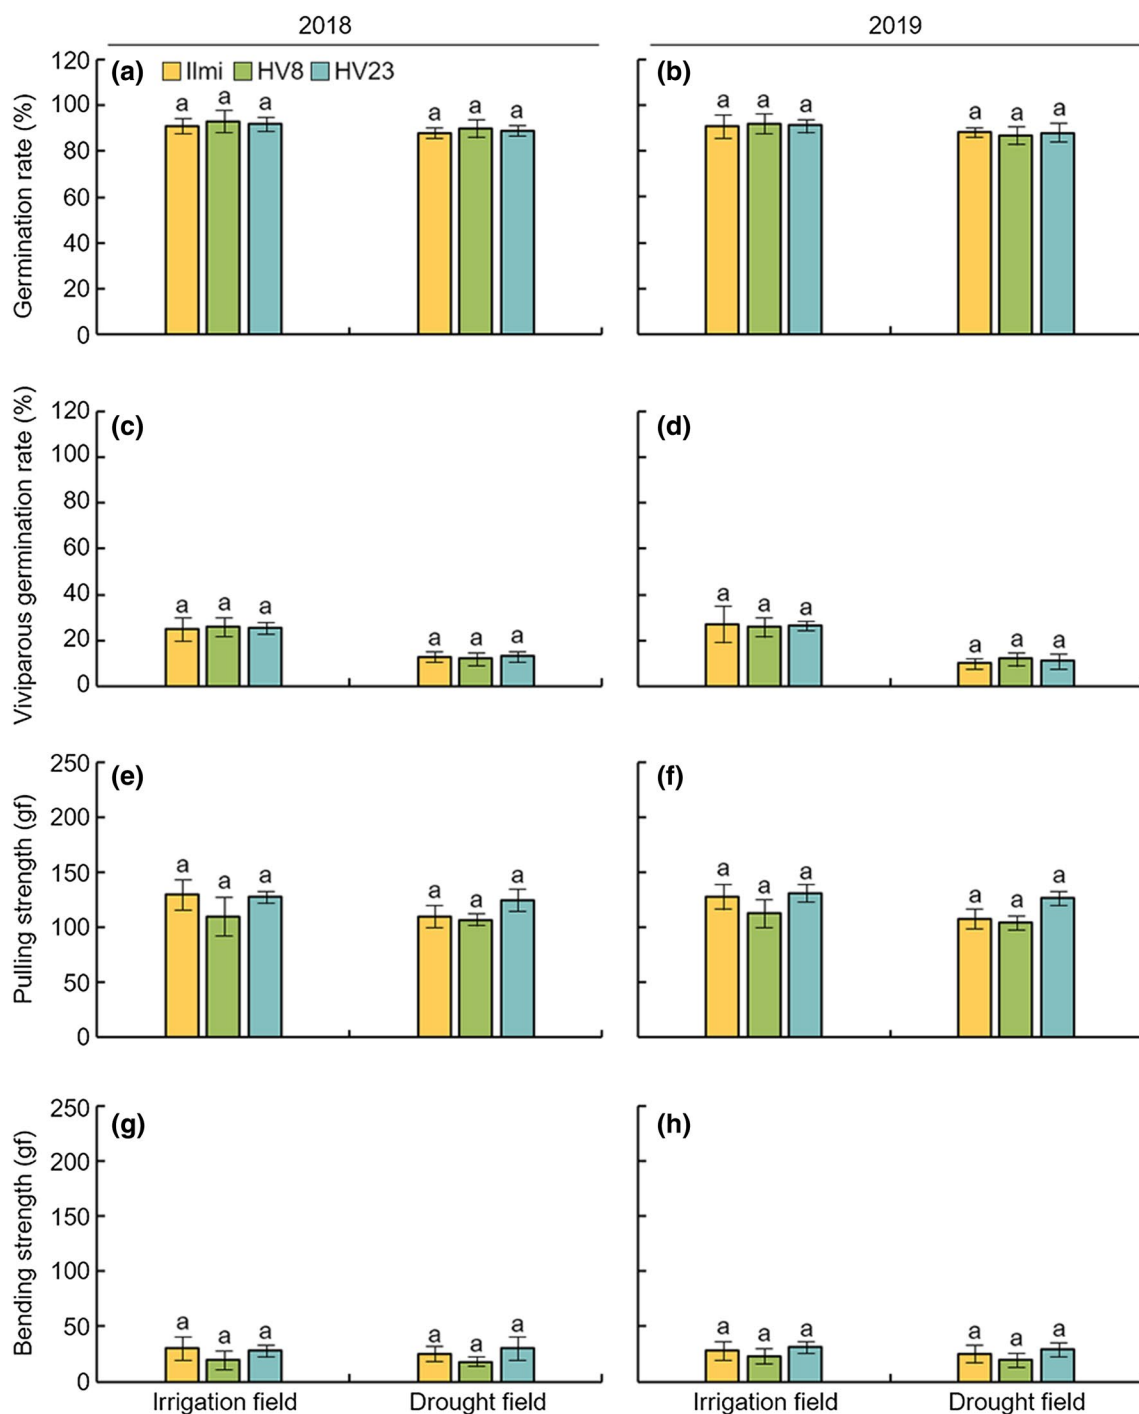 2018
2019
(a)
Ilmi HV8 HV23
(b)
Germination rate (%)
120
100
80
60
40
20
0
a a a a a a
a a a a a a
(c)
(d)
Viviparous germination rate (%)
120
100
80
60
40
20
0
a a a a a a
a a a a a a
(e)
(f)
Pulling strength (gf)
250
200
150
100
50
0
a a a a a a
a a a a a a
(g)
(h)
Bending strength (gf)
250
200
150
100
50
0
a a a a a a
a a a a a a
Irrigation field
Drought field
Irrigation field
Drought field